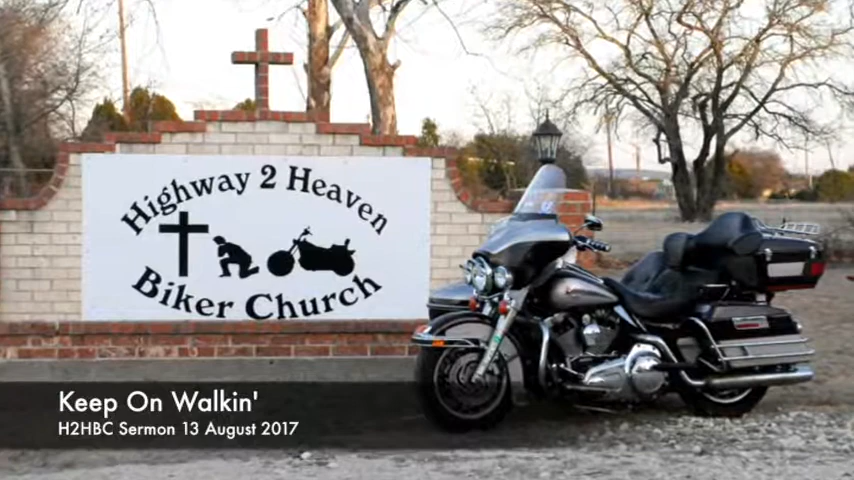 Highway 2 Heaven
Biker Church
Keep On Walkin'
H2HBC Sermon 13 August 2017